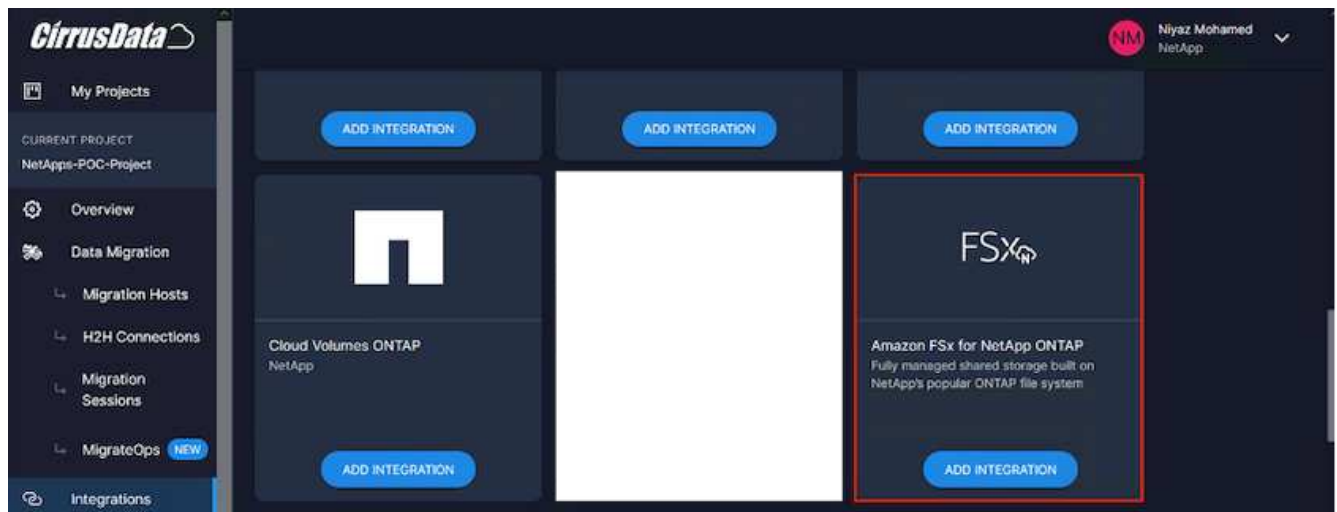 CirrusData
NM
Niyaz Mohamed
NetApp
My Projects
CURRENT PROJECT
NetApps-POC-Project
Overview
Data Migration
Migration Hosts
H2H Connections
Migration
Sessions
MigrateOps NEW
Integrations
ADD INTEGRATION
ADD INTEGRATION
ADD INTEGRATION
Cloud Volumes ONTAP
NetApp
ADD INTEGRATION
FSx N
Amazon FSx for NetApp ONTAP
Fully managed shared storage built on
NetApp's popular ONTAP file system
ADD INTEGRATION